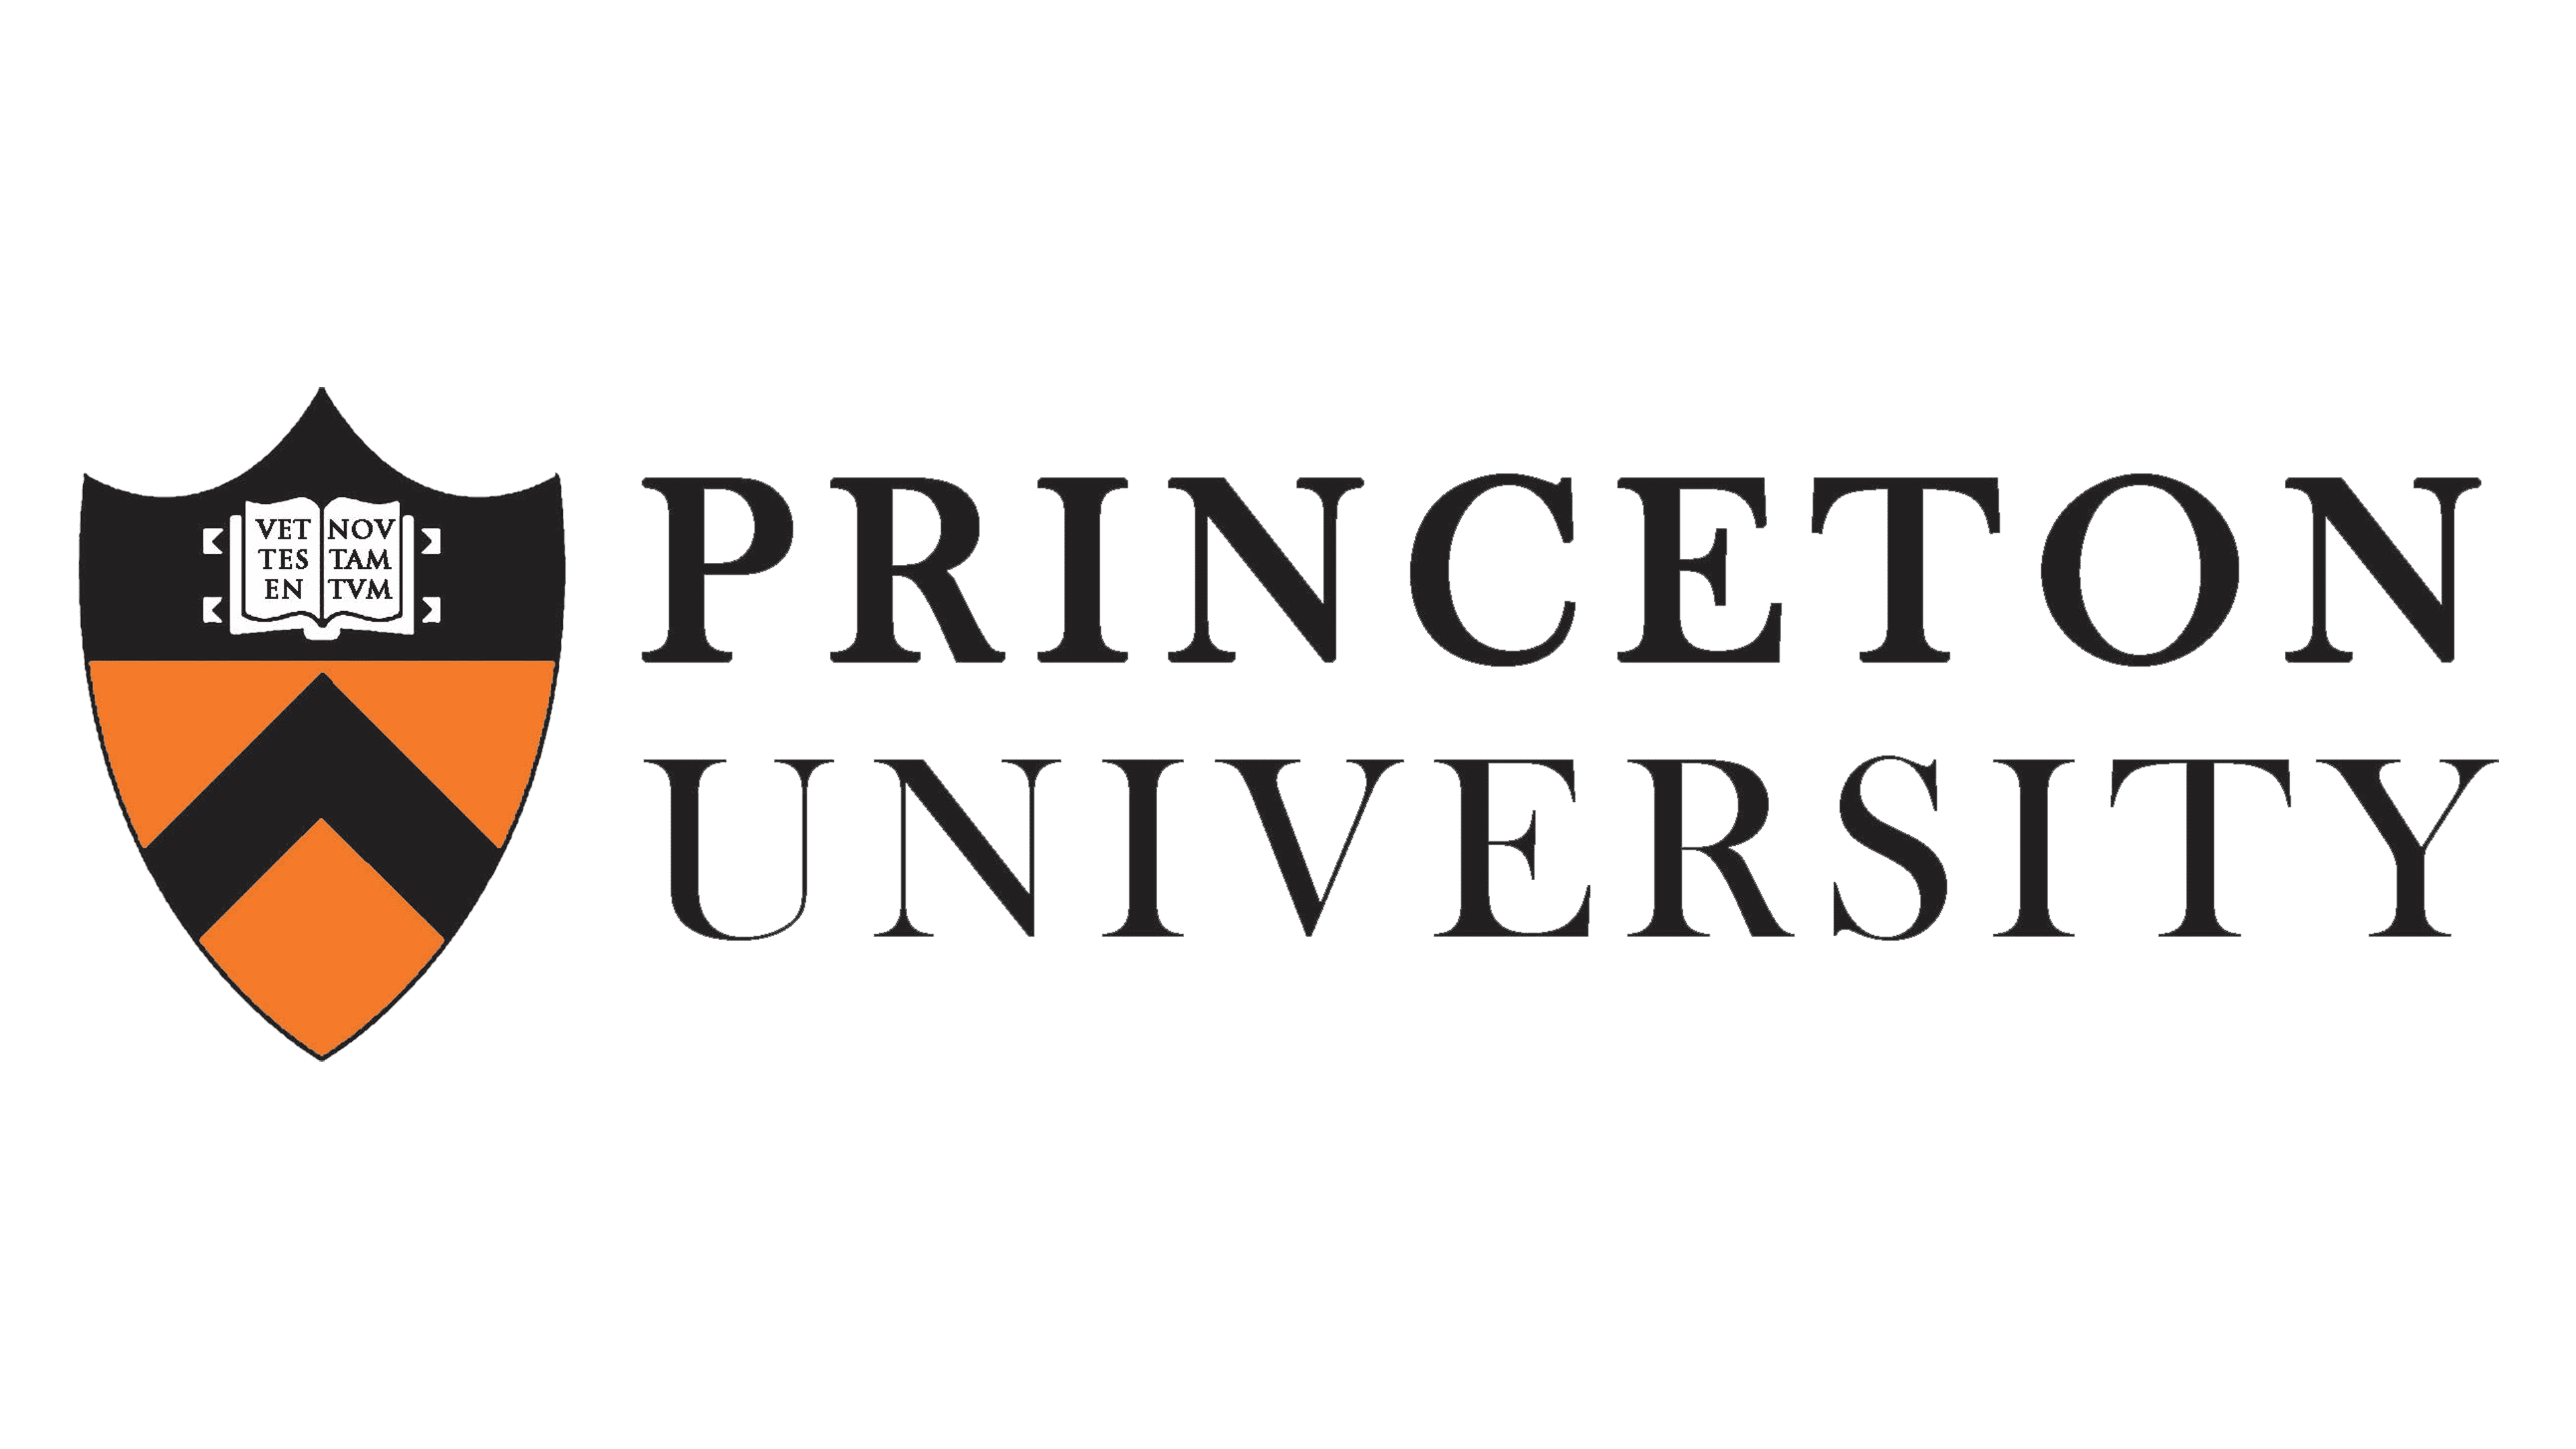 VET NOV
TES TAM
EN TVM
PRINCETON
UNIVERSITY